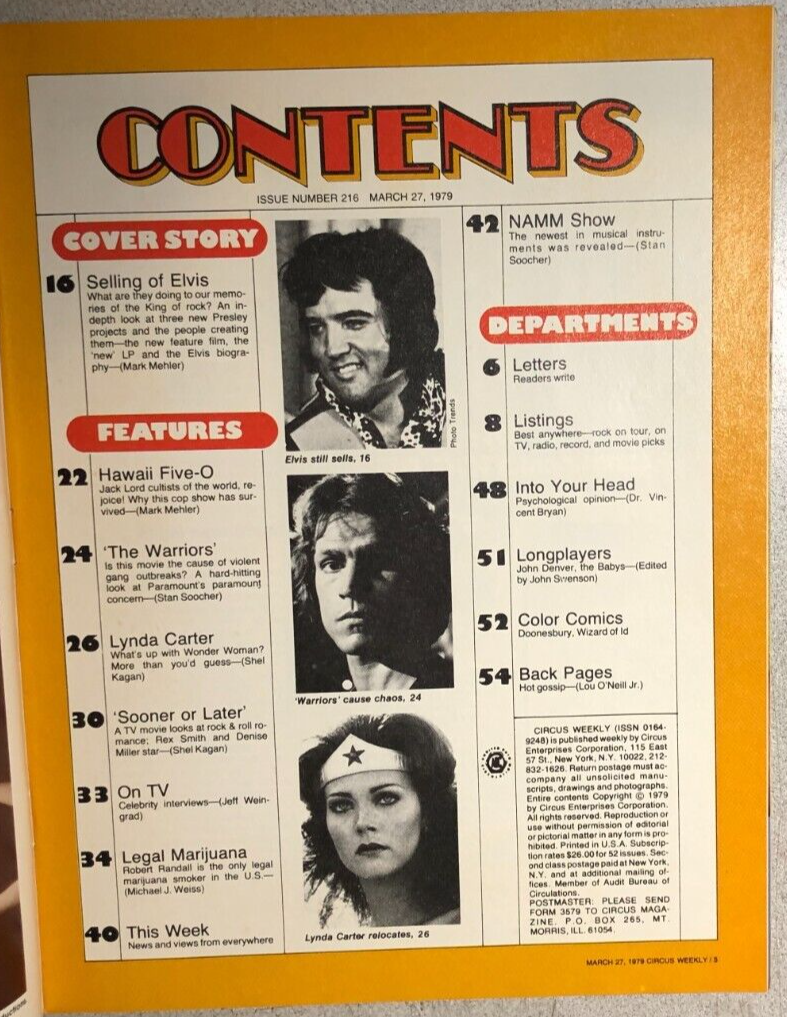 CONTENTS
ISSUE NUMBER 216 MARCH 27, 1979
COVER STORY
16 Selling of Elvis
What are they doing to our memo-
ries of the King of rock? An in-
depth look at three new Presley
projects and the people creating
them—the new feature film, the
'new' LP and the Elvis biogra-
phy—(Mark Mehler)
FEATURES
22 Hawaii Five-O
Jack Lord cultists of the world, re-
joice! Why this cop show has sur-
vived—(Mark Mehler)
24 'The Warriors'
Is this movie the cause of violent
gang outbreaks? A hard-hitting
look at Paramount's paramount
concern—(Stan Soocher)
26 Lynda Carter
What's up with Wonder Woman?
More than you'd guess—(Shel
Kagan)
30 'Sooner or Later'
A TV movie looks at rock & roll ro-
mance; Rex Smith and Denise
Miller star—(Shel Kagan)
33 On TV
Celebrity interviews—(Jeff Wein-
grad)
34 Legal Marijuana
Robert Randall is the only legal
marijuana smoker in the U.S.—
(Michael J. Weiss)
40 This Week
News and views from everywhere
Photo Trends
Elvis still sells, 16
'Warriors' cause chaos, 24
Lynda Carter relocates, 26
42 NAMM Show
The newest in musical instru-
ments was revealed—(Stan
Soocher)
DEPARTMENTS
6 Letters
Readers write
8 Listings
Best anywhere—rock on tour, on
TV, radio, record, and movie picks
48 Into Your Head
Psychological opinion—(Dr. Vin-
cent Bryan)
51 Longplayers
John Denver, the Babys—(Edited
by John Swenson)
52 Color Comics
Doonesbury, Wizard of Id
54 Back Pages
Hot gossip—(Lou O'Neill Jr.)
CIRCUS WEEKLY (ISSN 0164-
9248) is published weekly by Circus
Enterprises Corporation, 115 East
57 St., New York, N.Y. 10022, 212-
832-1626. Return postage must ac-
company all unsolicited manu-
scripts, drawings and photographs.
Entire contents Copyright © 1979
by Circus Enterprises Corporation.
All rights reserved. Reproduction or
use without permission of editorial
or pictorial matter in any form is pro-
hibited. Printed in U.S.A. Subscrip-
tion rates $26.00 for 52 issues. Sec-
ond class postage paid at New York,
N.Y. and at additional mailing of-
fices. Member of Audit Bureau of
Circulations.
POSTMASTER: PLEASE SEND
FORM 3579 TO CIRCUS MAGA-
ZINE. P.O. BOX 265, MT.
MORRIS, ILL. 61054.
MARCH 27, 1979 CIRCUS WEEKLY / 3